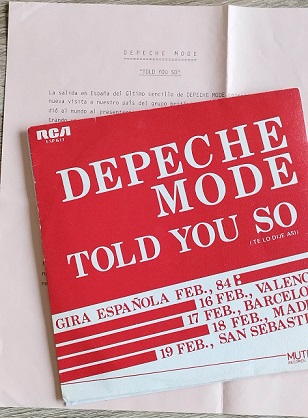 DEPECHE MODE
"TOLD YOU SO"
La salida en España del último sencillo de DEPECHE MODE
nueva visita a nuestro país del grupo
dió al mundo al
trando
RCA
DEPECHE
MODE
TOLD YOU SO
(TE LO DIJE ASI)
GIRA ESPAÑOLA FEB., 84:
16 FEB., VALENC
17 FEB., BARCELO
18 FEB., MAD
19 FEB., SAN SEBASTI
MUT